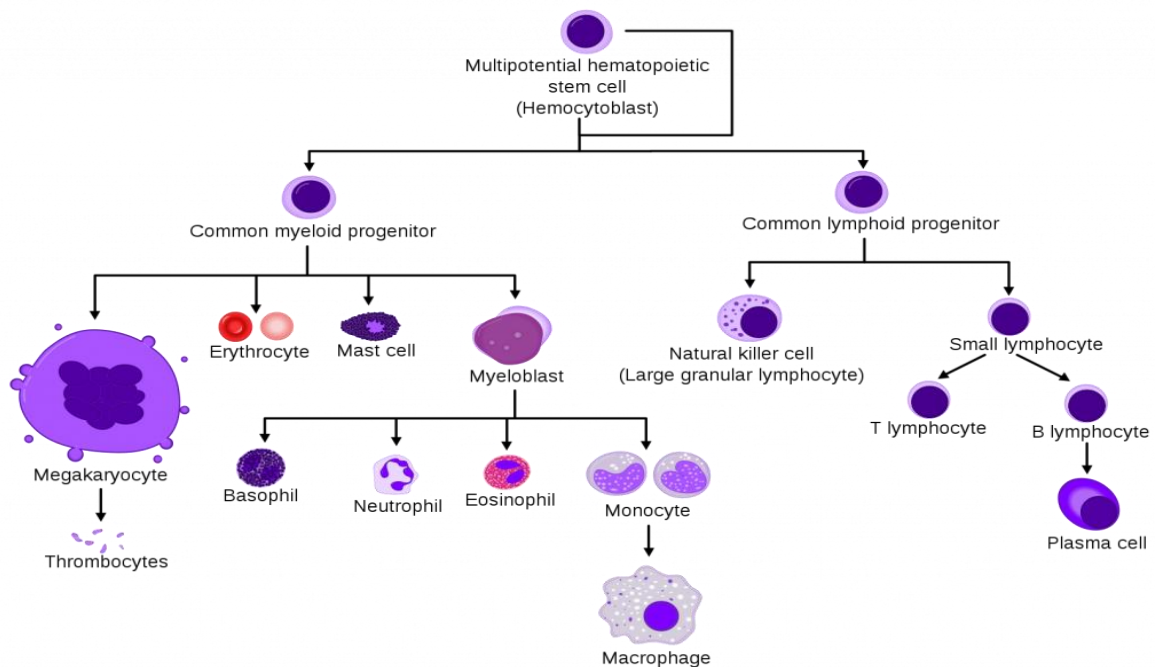 Multipotential hematopoietic
stem cell
(Hemocytoblast)
Common myeloid progenitor
Common lymphoid progenitor
Erythrocyte
Mast cell
Myeloblast
Natural killer cell
(Large granular lymphocyte)
Small lymphocyte
T lymphocyte
B lymphocyte
Megakaryocyte
Basophil
Neutrophil
Eosinophil
Monocyte
Plasma cell
Thrombocytes
Macrophage